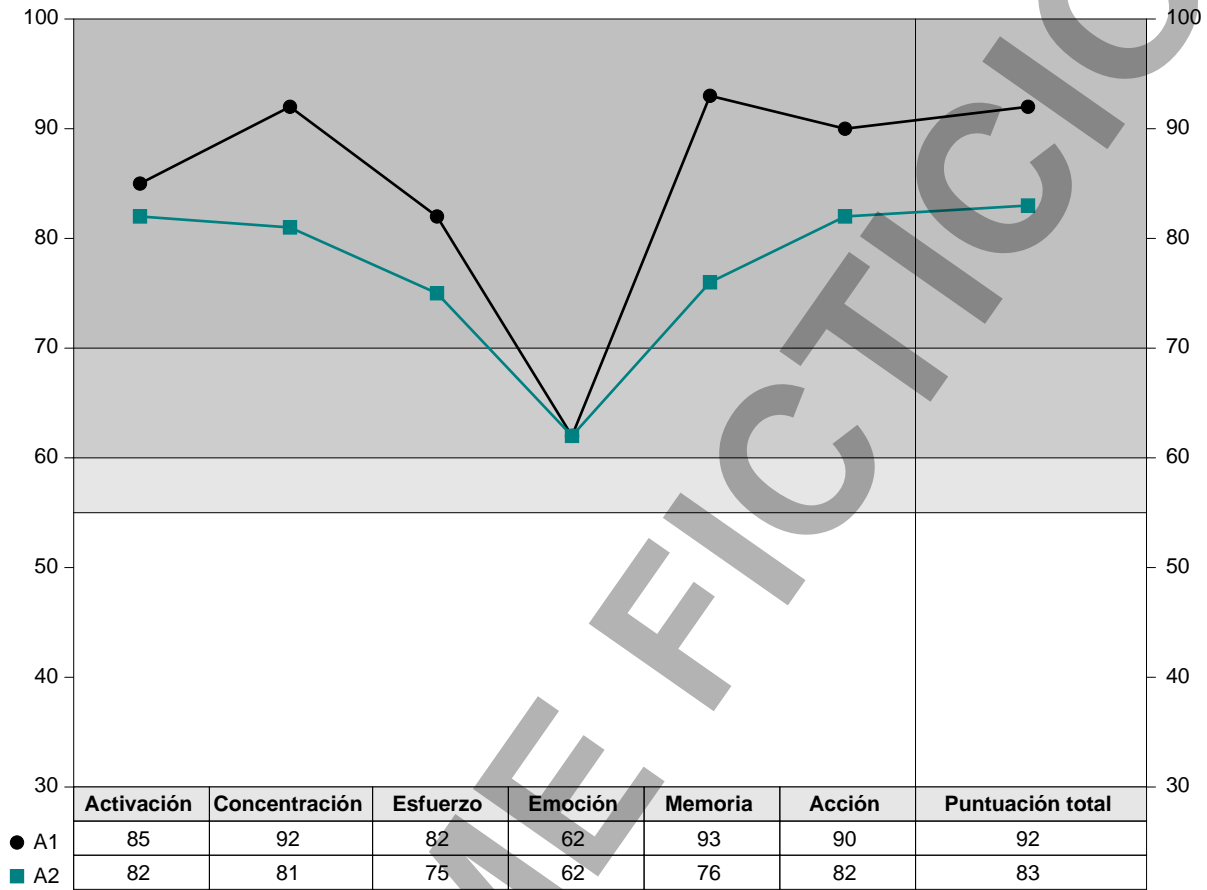 100 100
90 90
80 80
70 70
60 60
50 50
40 40
30 30
Activación Concentración Esfuerzo Emoción Memoria Acción Puntuación total
A1 85 92 82 62 93 90 92
A2 82 81 75 62 76 82 83
ME FICTICIO